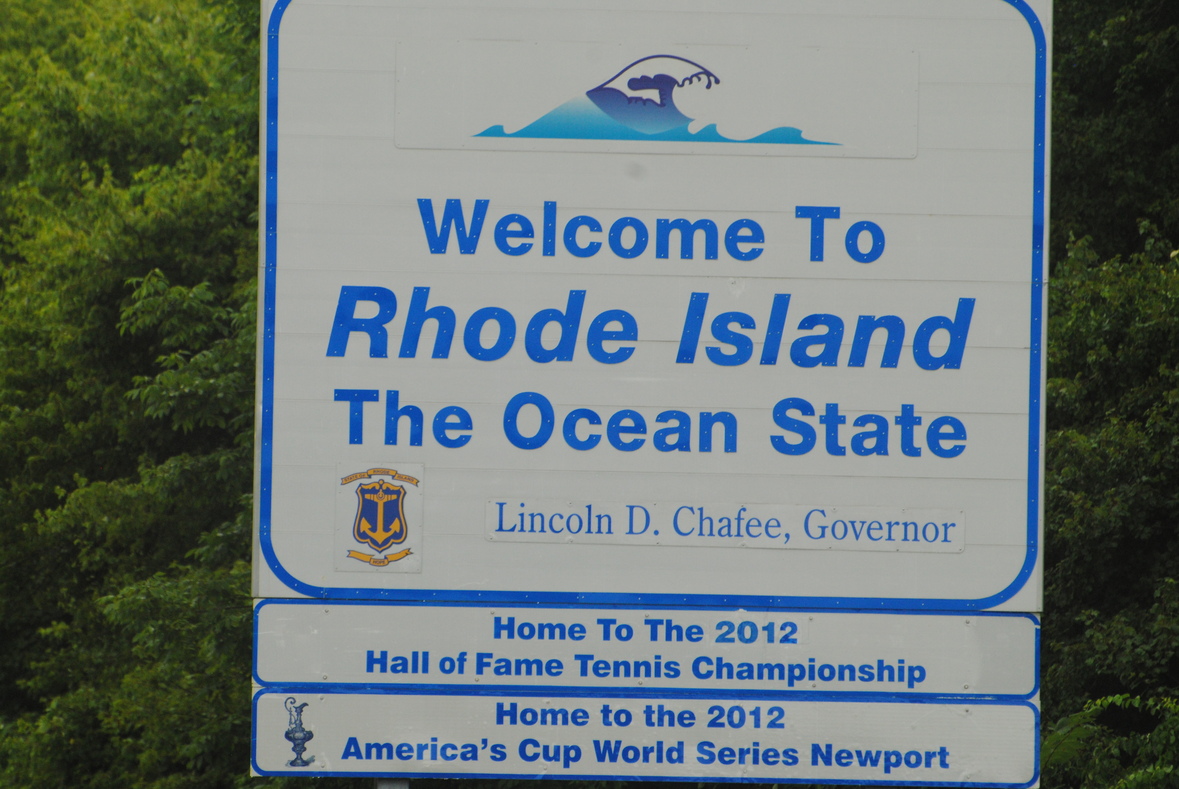 Welcome To
Rhode Island
The Ocean State
Lincoln D. Chafee, Governor
Home To The 2012
Hall of Fame Tennis Championship
Home to the 2012
America's Cup World Series Newport